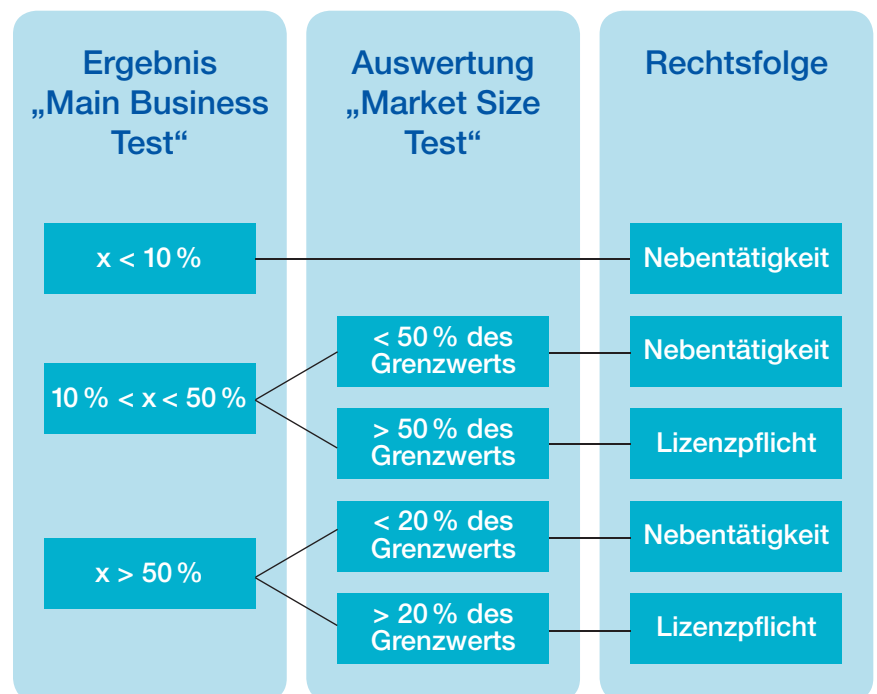 Ergebnis
„Main Business
Test“
Auswertung
„Market Size
Test“
Rechtsfolge
x < 10 %
Nebentätigkeit
10 % < x < 50 %
< 50 % des
Grenzwerts
Nebentätigkeit
> 50 % des
Grenzwerts
Lizenzpflicht
x > 50 %
< 20 % des
Grenzwerts
Nebentätigkeit
> 20 % des
Grenzwerts
Lizenzpflicht